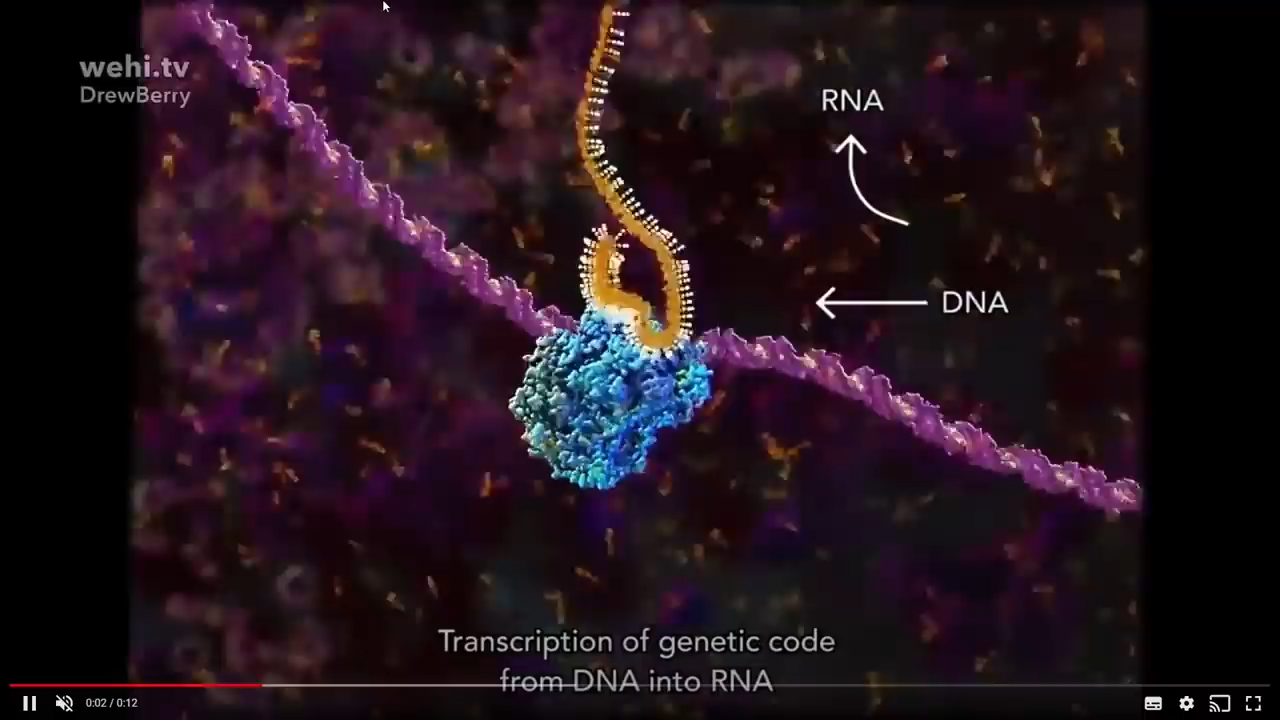 wehi.tv
DrewBerry
RNA
DNA
Transcription of genetic code
from DNA into RNA
0:02 / 0:12